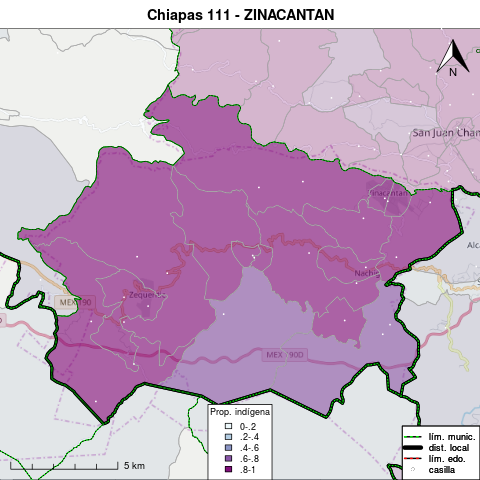 Chiapas 111 - ZINACANTAN
N
San Juan Cham
Zinacantán
Alc
Nachig
Zequentic
MEX 190
MEX 190D
5 km
Prop. indígena
0-.2
.2-.4
.4-.6
.6-.8
.8-1
lím. munic.
dist. local
lím. edo.
casilla